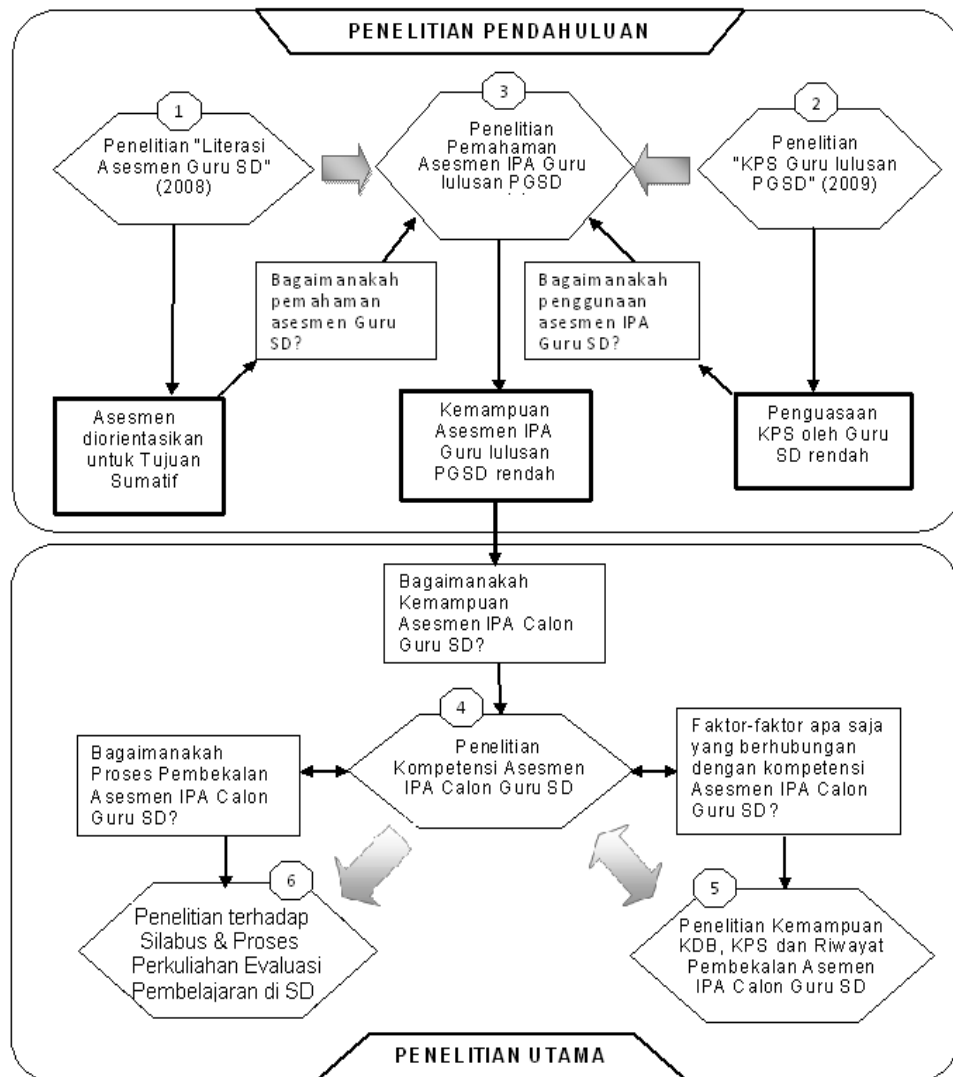 PENELITIAN PENDAHULUAN
1
Penelitian "Literasi
Asesmen Guru SD"
(2008)
3
Penelitian
Pemahaman
Asesmen IPA Guru
lulusan PGSD
2
Penelitian
"KPS Guru lulusan
PGSD" (2009)
Bagaimanakah
pemahaman
asesmen Guru
SD?
Bagaimanakah
penggunaan
asesmen IPA
Guru SD?
Asesmen
diorientasikan
untuk Tujuan
Sumatif
Kemampuan
Asesmen IPA
Guru lulusan
PGSD rendah
Penguasaan
KPS oleh Guru
SD rendah
Bagaimanakah
Kemampuan
Asesmen IPA Calon
Guru SD?
4
Penelitian
Kompetensi Asesmen
IPA Calon Guru SD
Bagaimanakah
Proses Pembekalan
Asesmen IPA Calon
Guru SD?
Faktor-faktor apa saja
yang berhubungan
dengan kompetensi
Asesmen IPA Calon
Guru SD?
6
Penelitian terhadap
Silabus & Proses
Perkuliahan Evaluasi
Pembelajaran di SD
5
Penelitian Kemampuan
KDB, KPS dan Riwayat
Pembekalan Asemen
IPA Calon Guru SD
PENELITIAN UTAMA